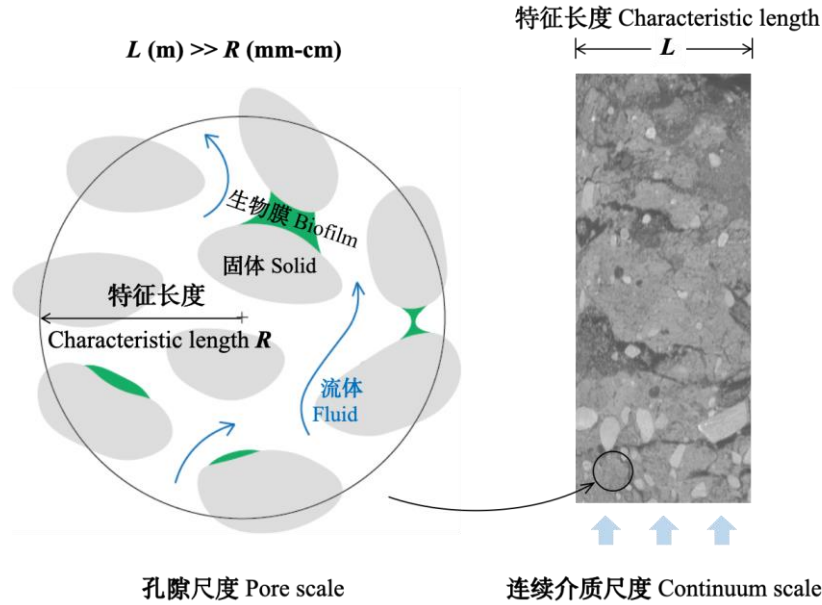 特征长度 Characteristic length
L (m) >> R (mm-cm)
L
生物膜 Biofilm
固体 Solid
特征长度
Characteristic length R
流体
Fluid
孔隙尺度 Pore scale
连续介质尺度 Continuum scale